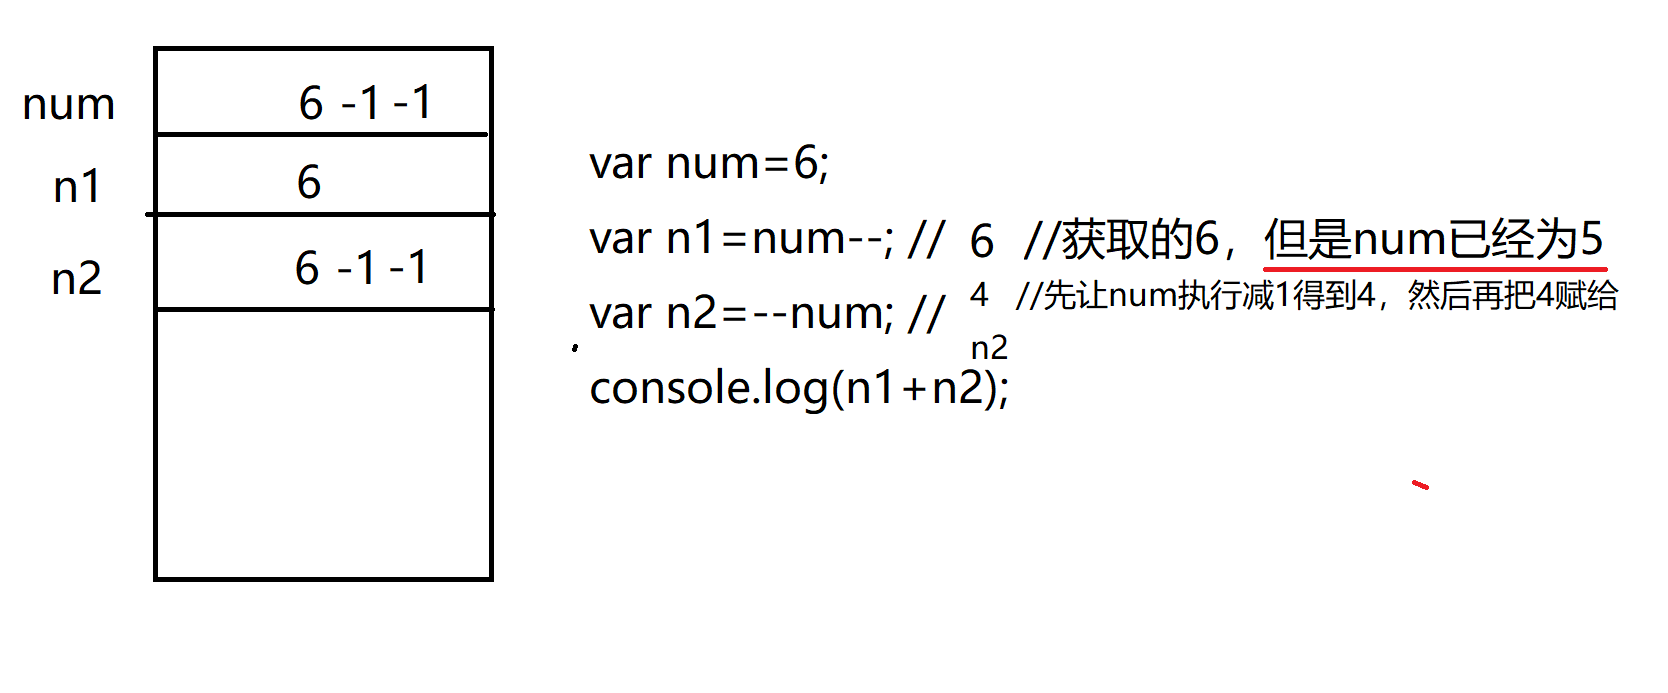 num 6 -1 -1
n1 6
n2 6 -1 -1
var num=6;
var n1=num--; // 6 //获取的6，但是num已经为5
var n2=--num; // 4 //先让num执行减1得到4，然后再把4赋给
n2
console.log(n1+n2);